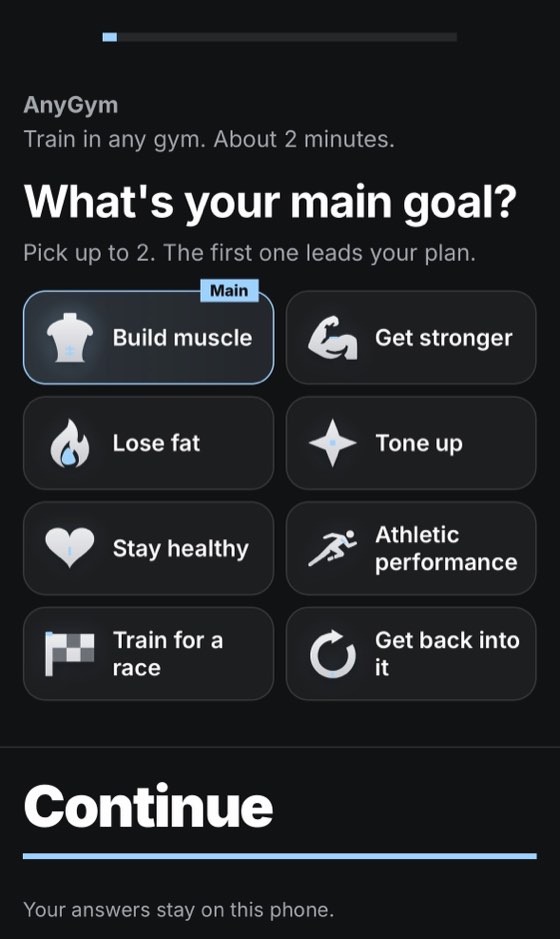 AnyGym
Train in any gym. About 2 minutes.
What's your main goal?
Pick up to 2. The first one leads your plan.
Main
Build muscle
Get stronger
Lose fat
Tone up
Stay healthy
Athletic
performance
Train for a
race
Get back into
it
Continue
Your answers stay on this phone.